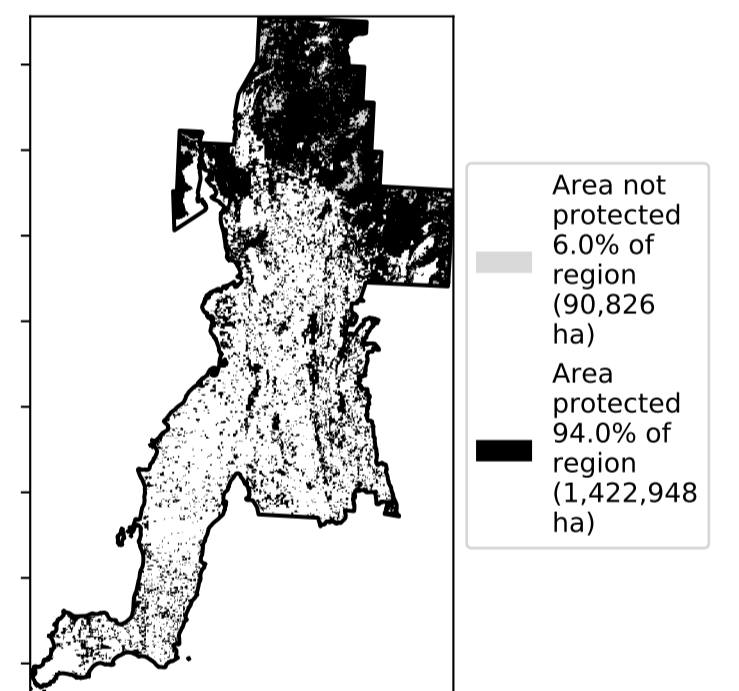 Area not
protected
6.0% of
region
(90,826
ha)
Area
protected
94.0% of
region
(1,422,948
ha)